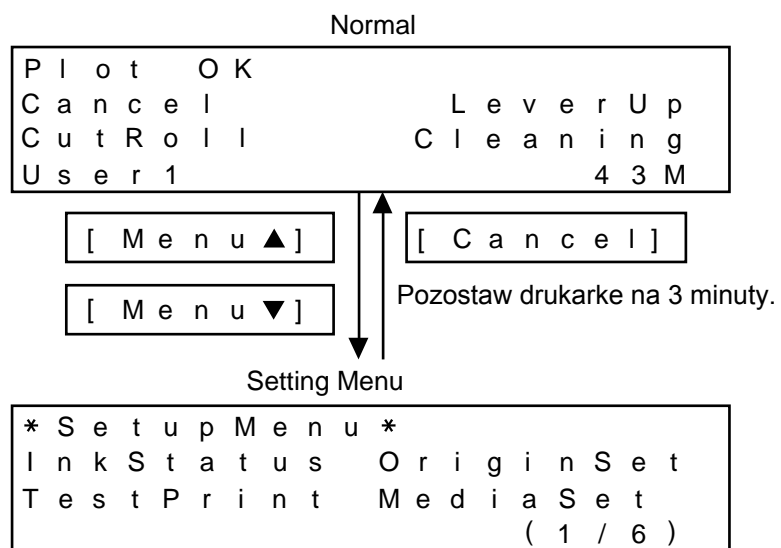 Normal
Plot OK
Cancel LeverUp
CutRoll Cleaning
User1 43M
[Menu▲] [Cancel]
[Menu▼] Pozostaw drukarke na 3 minuty.
Setting Menu
*SetupMenu*
InkStatus OriginSet
TestPrint MediaSet
(1/6)